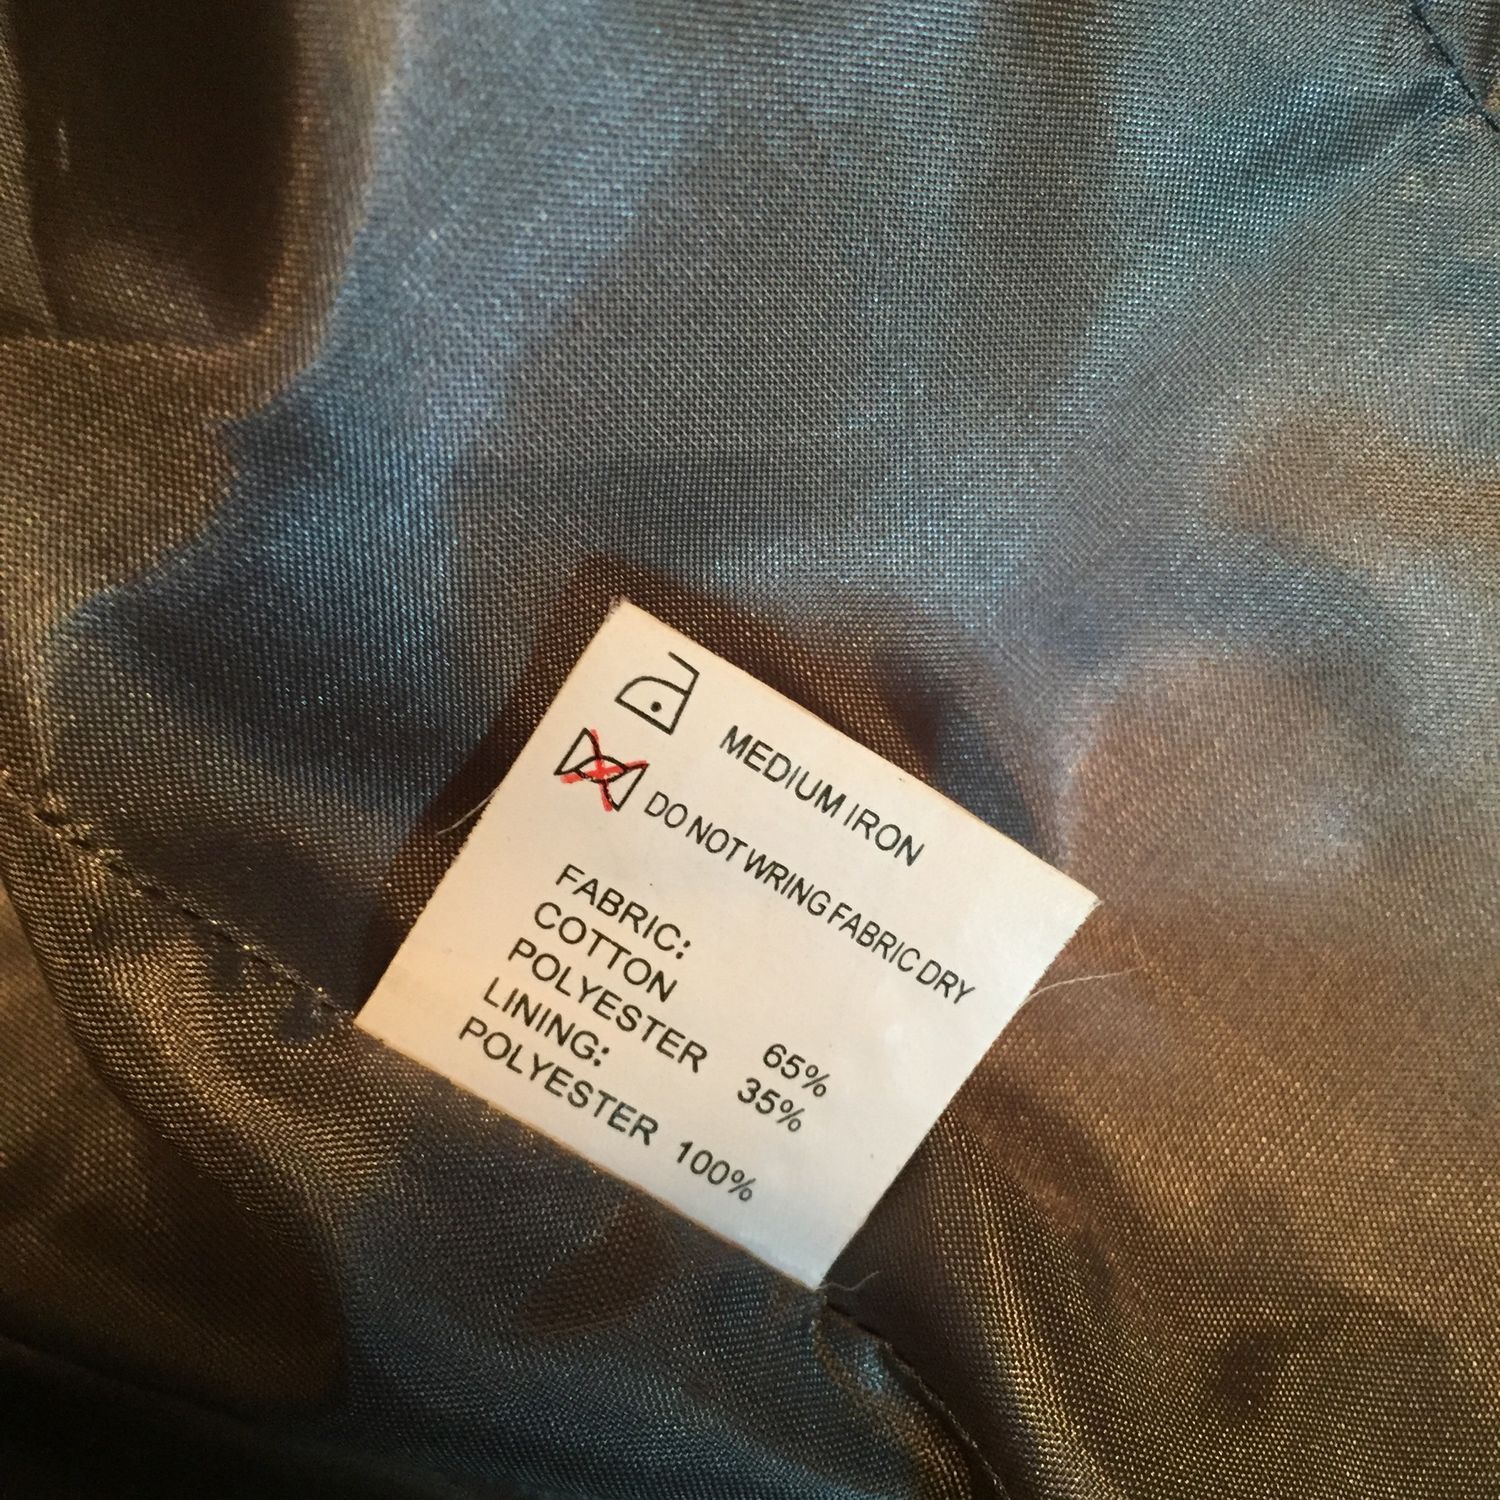 MEDIUM IRON
DO NOT WRING FABRIC DRY
FABRIC:
COTTON 65%
POLYESTER 35%
LINING:
POLYESTER 100%